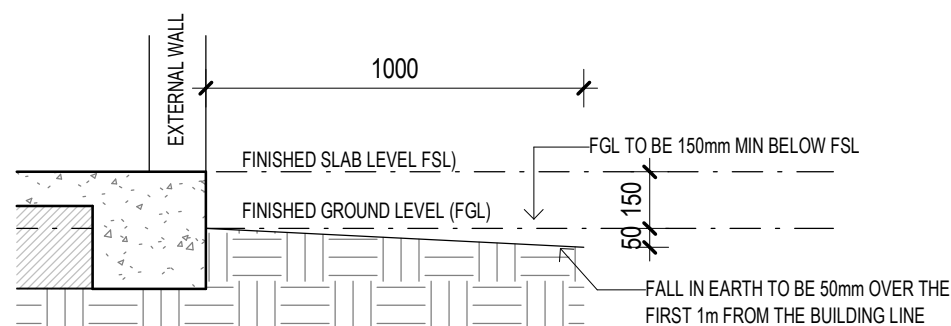 EXTERNAL WALL
1000
FGL TO BE 150mm MIN BELOW FSL
FINISHED SLAB LEVEL FSL)
150
FINISHED GROUND LEVEL (FGL)
50
FALL IN EARTH TO BE 50mm OVER THE
FIRST 1m FROM THE BUILDING LINE